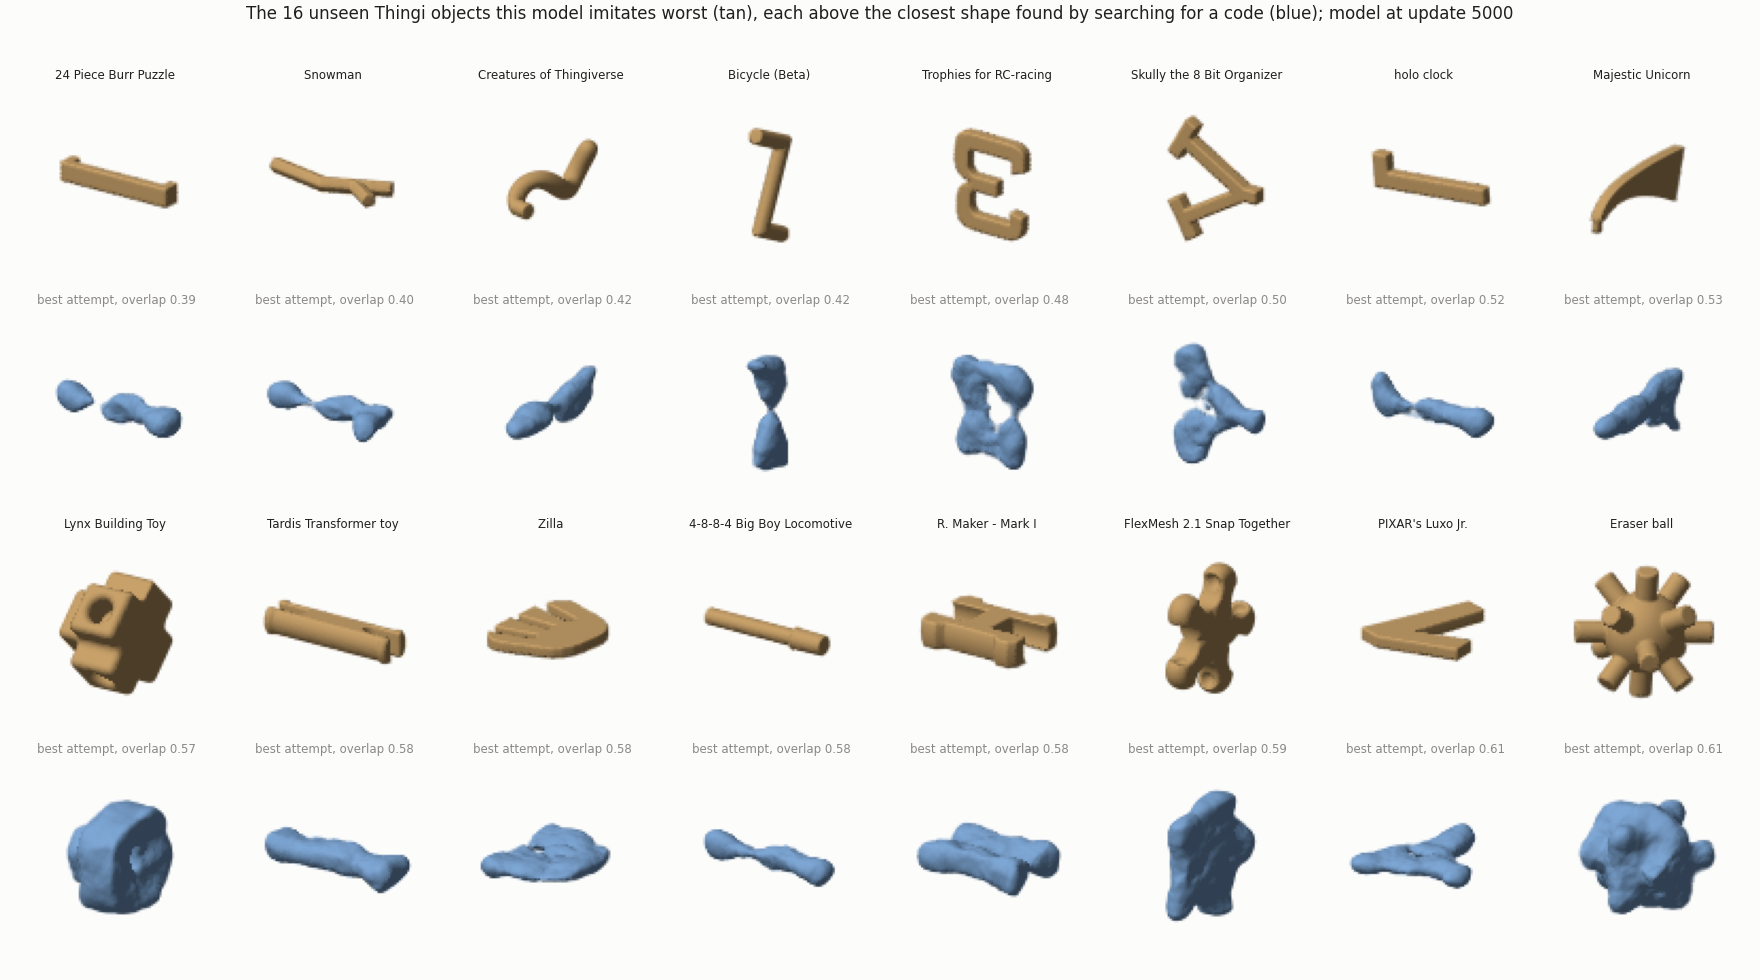 The 16 unseen Thingi objects this model imitates worst (tan), each above the closest shape found by searching for a code (blue); model at update 5000
24 Piece Burr Puzzle
Snowman
Creatures of Thingiverse
Bicycle (Beta)
Trophies for RC-racing
Skully the 8 Bit Organizer
holo clock
Majestic Unicorn
best attempt, overlap 0.39
best attempt, overlap 0.40
best attempt, overlap 0.42
best attempt, overlap 0.42
best attempt, overlap 0.48
best attempt, overlap 0.50
best attempt, overlap 0.52
best attempt, overlap 0.53
Lynx Building Toy
Tardis Transformer toy
Zilla
4-8-8-4 Big Boy Locomotive
R. Maker - Mark I
FlexMesh 2.1 Snap Together
PIXAR's Luxo Jr.
Eraser ball
best attempt, overlap 0.57
best attempt, overlap 0.58
best attempt, overlap 0.58
best attempt, overlap 0.58
best attempt, overlap 0.58
best attempt, overlap 0.59
best attempt, overlap 0.61
best attempt, overlap 0.61